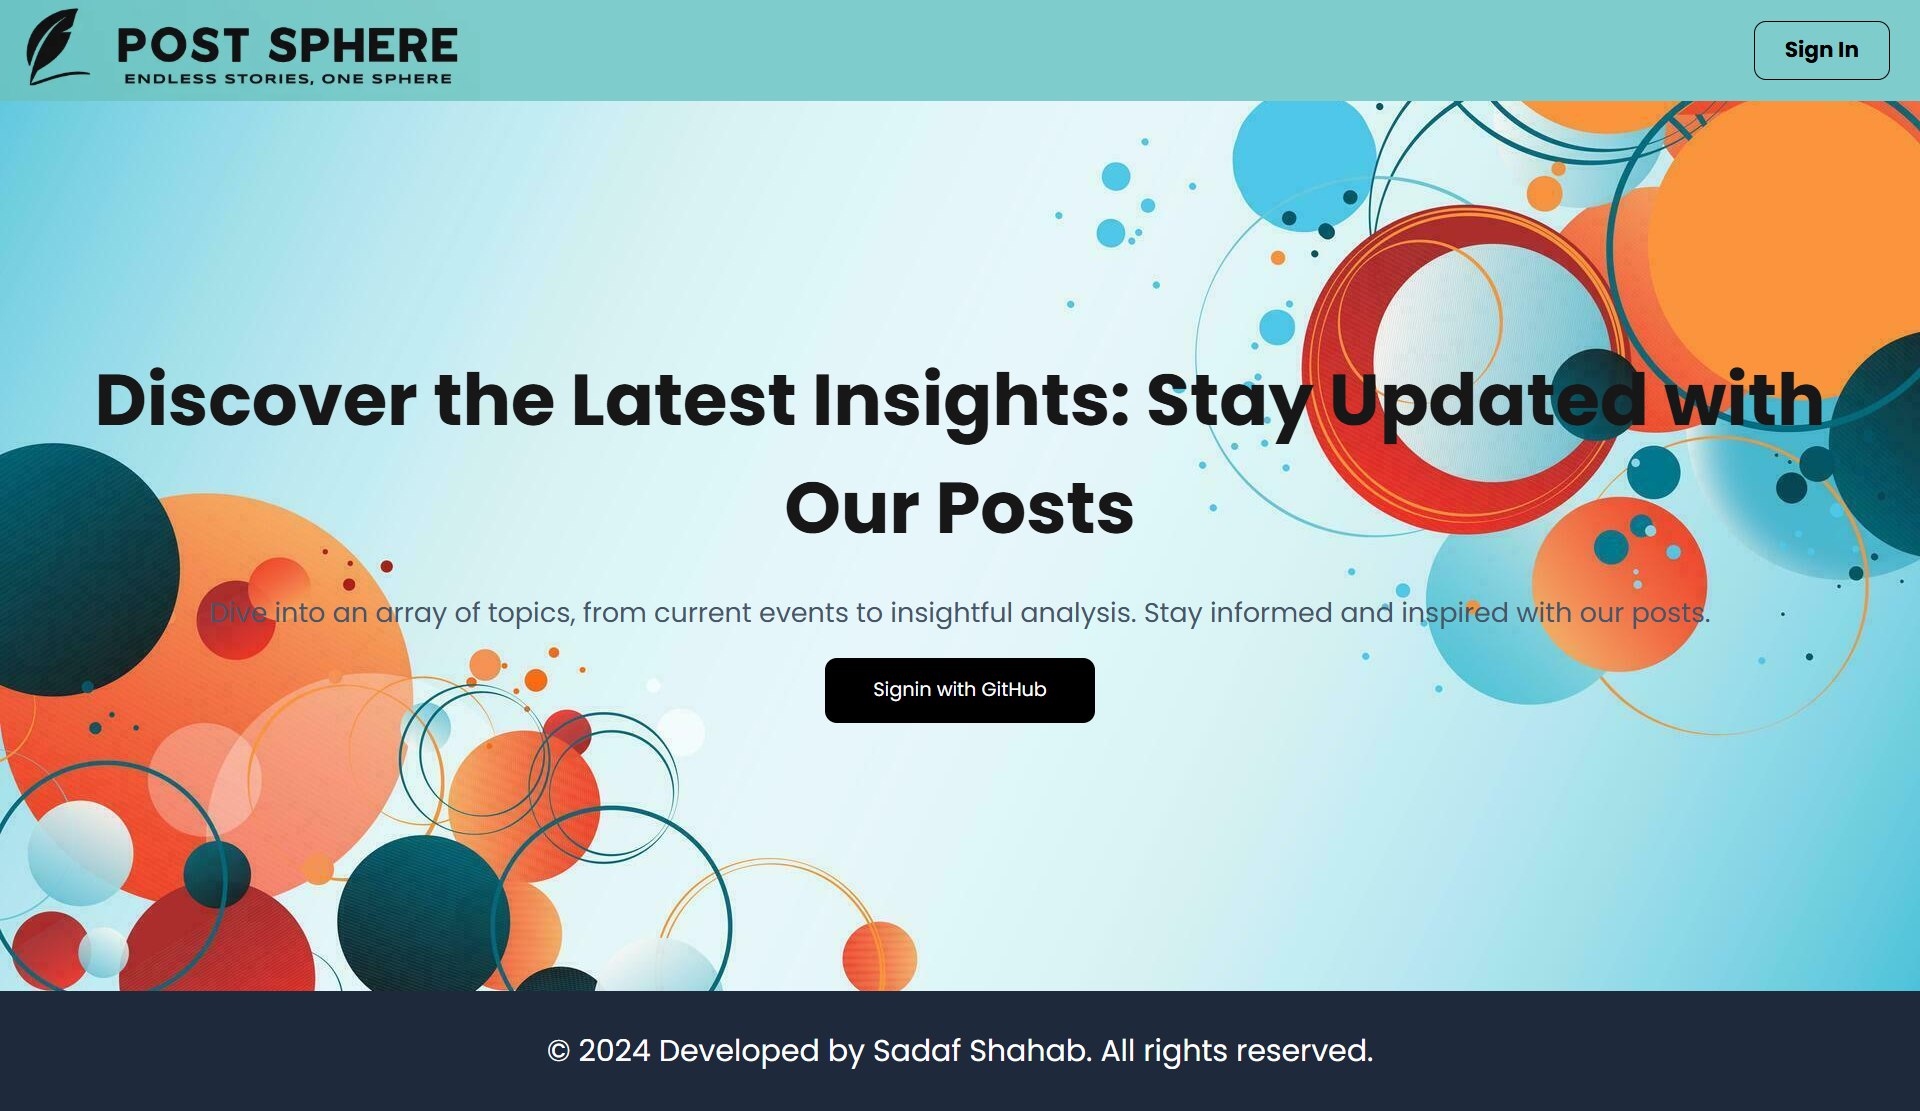 POST SPHERE
ENDLESS STORIES, ONE SPHERE
Sign In
Discover the Latest Insights: Stay Updated with
Our Posts
Dive into an array of topics, from current events to insightful analysis. Stay informed and inspired with our posts.
Signin with GitHub
© 2024 Developed by Sadaf Shahab. All rights reserved.